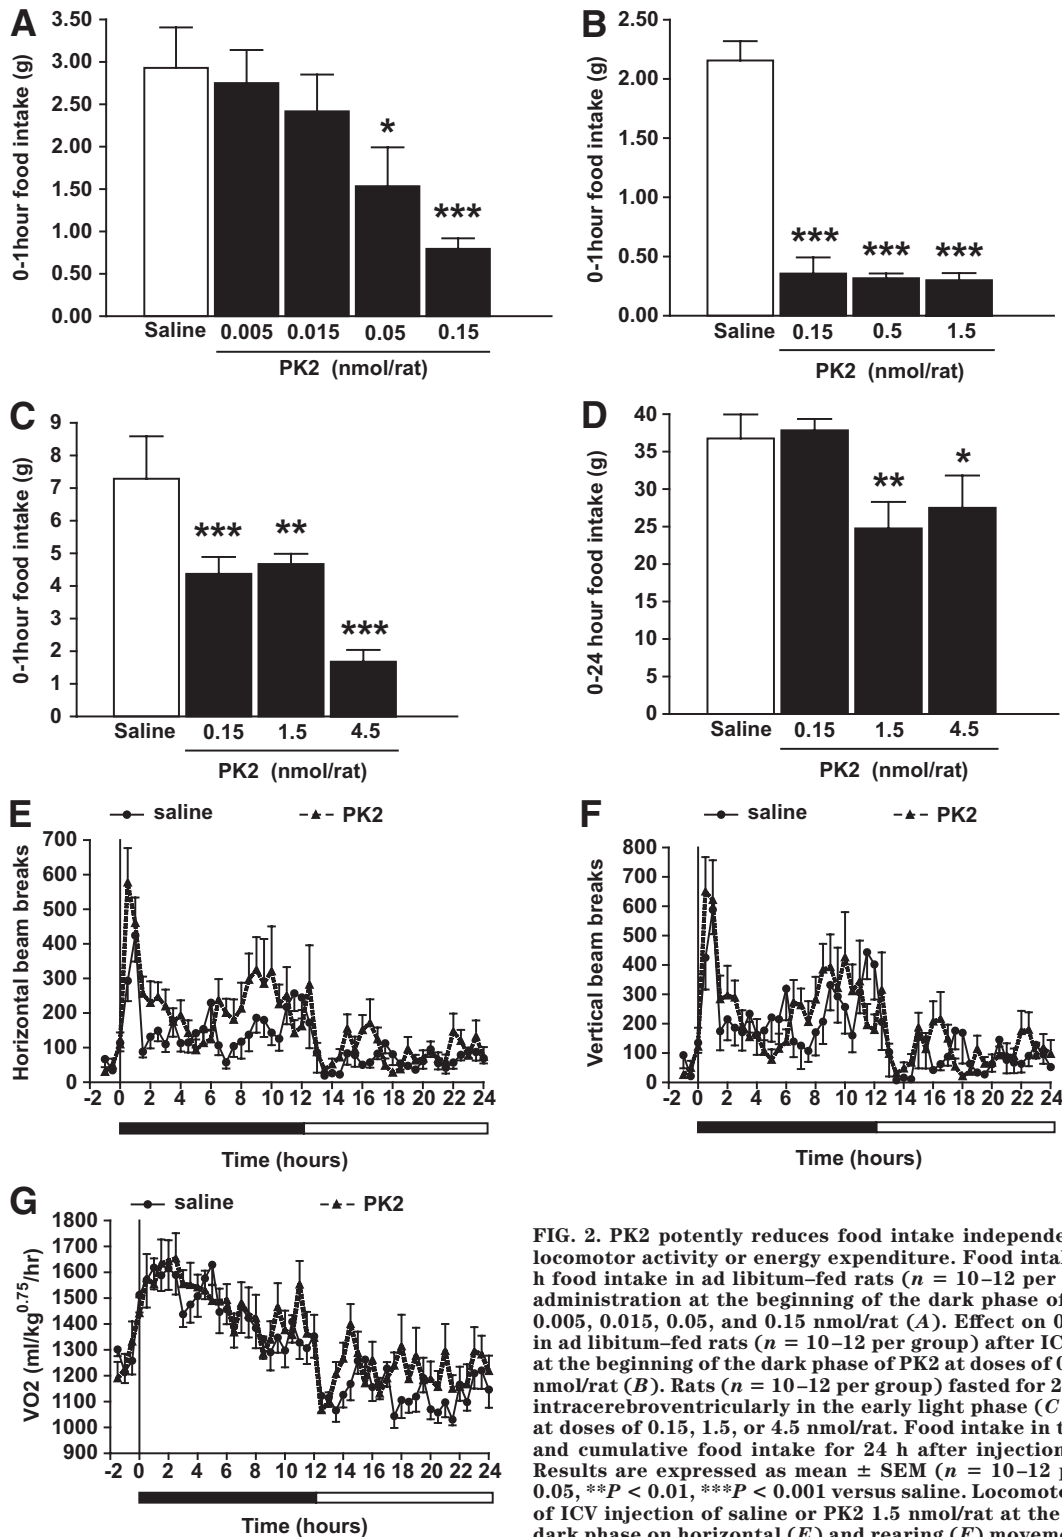 A
0-1hour food intake (g)
3.50
3.00
2.50
2.00
1.50
1.00
0.50
0.00
*
***
Saline 0.005 0.015 0.05 0.15
PK2 (nmol/rat)
B
0-1hour food intake (g)
2.50
2.00
1.50
1.00
0.50
0.00
*** *** ***
Saline 0.15 0.5 1.5
PK2 (nmol/rat)
C
0-1hour food intake (g)
9
8
7
6
5
4
3
2
1
0
*** ** ***
Saline 0.15 1.5 4.5
PK2 (nmol/rat)
D
0-24 hour food intake (g)
40
35
30
25
20
15
10
5
0
** *
Saline 0.15 1.5 4.5
PK2 (nmol/rat)
E
saline PK2
Horizontal beam breaks
700
600
500
400
300
200
100
0
-2 0 2 4 6 8 10 12 14 16 18 20 22 24
Time (hours)
F
saline PK2
Vertical beam breaks
800
700
600
500
400
300
200
100
0
-2 0 2 4 6 8 10 12 14 16 18 20 22 24
Time (hours)
G
saline PK2
VO2 (ml/kg0.75/hr)
1800
1700
1600
1500
1400
1300
1200
1100
1000
900
-2 0 2 4 6 8 10 12 14 16 18 20 22 24
Time (hours)
FIG. 2. PK2 potently reduces food intake independe
locomotor activity or energy expenditure. Food intal
h food intake in ad libitum–fed rats (n = 10–12 per
administration at the beginning of the dark phase of
0.005, 0.015, 0.05, and 0.15 nmol/rat (A). Effect on 0
in ad libitum–fed rats (n = 10–12 per group) after IC
at the beginning of the dark phase of PK2 at doses of 0
nmol/rat (B). Rats (n = 10–12 per group) fasted for 2
intracerebroventricularly in the early light phase (C
at doses of 0.15, 1.5, or 4.5 nmol/rat. Food intake in t
and cumulative food intake for 24 h after injection
Results are expressed as mean ± SEM (n = 10–12 p
0.05, **P < 0.01, ***P < 0.001 versus saline. Locomoto
of ICV injection of saline or PK2 1.5 nmol/rat at the
dark phase on horizontal (E) and rearing (F) movem